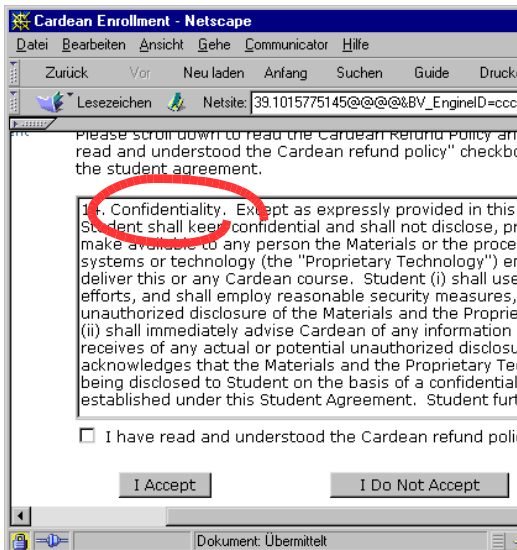 Cardean Enrollment - Netscape
Datei Bearbeiten Ansicht Gehe Communicator Hilfe
Zurück Vor Neu laden Anfang Suchen Guide Drucke
Lesezeichen Netsite: 39.1015775145@@@@&BV_EngineID=ccc
Please scroll down to read the Cardean Refund Policy an
read and understood the Cardean refund policy" checkbo
the student agreement.
14. Confidentiality. Except as expressly provided in this
Student shall keep confidential and shall not disclose, pr
make available to any person the Materials or the proce
systems or technology (the "Proprietary Technology") em
deliver this or any Cardean course. Student (i) shall use
efforts, and shall employ reasonable security measures,
unauthorized disclosure of the Materials and the Proprie
(ii) shall immediately advise Cardean of any information
receives of any actual or potential unauthorized disclosu
acknowledges that the Materials and the Proprietary Te
being disclosed to Student on the basis of a confidential
established under this Student Agreement. Student furt
I have read and understood the Cardean refund poli
I Accept I Do Not Accept
Dokument: Übermittelt